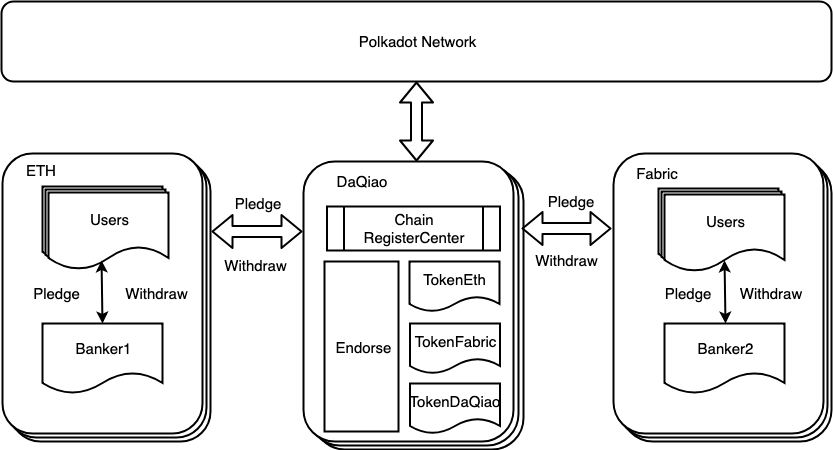 Polkadot Network
ETH
Users
Pledge
Withdraw
Banker1
Pledge
Withdraw
DaQiao
Chain
RegisterCenter
Endorse
TokenEth
TokenFabric
TokenDaQiao
Pledge
Withdraw
Fabric
Users
Pledge
Withdraw
Banker2